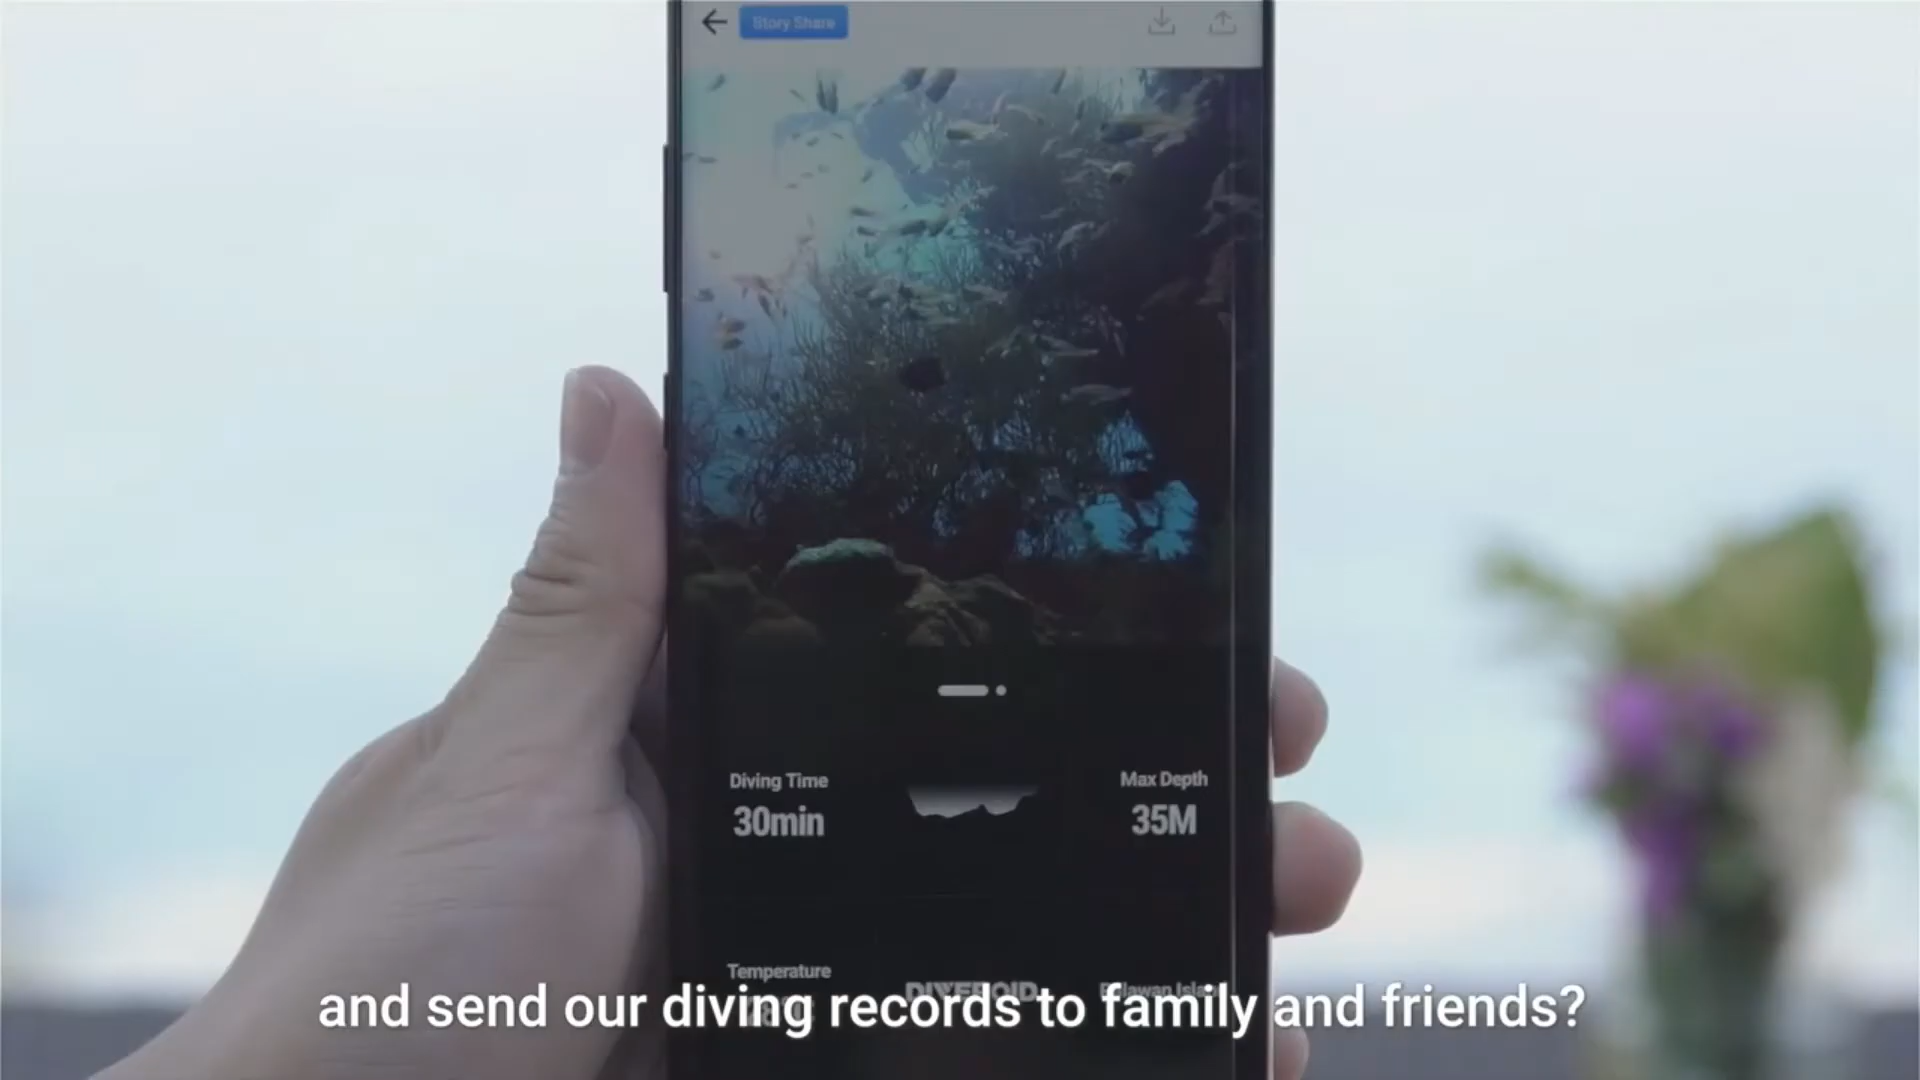 Story Share
Diving Time
Max Depth
30min
35M
Temperature
DIVEROID
and send our diving records to family and friends?